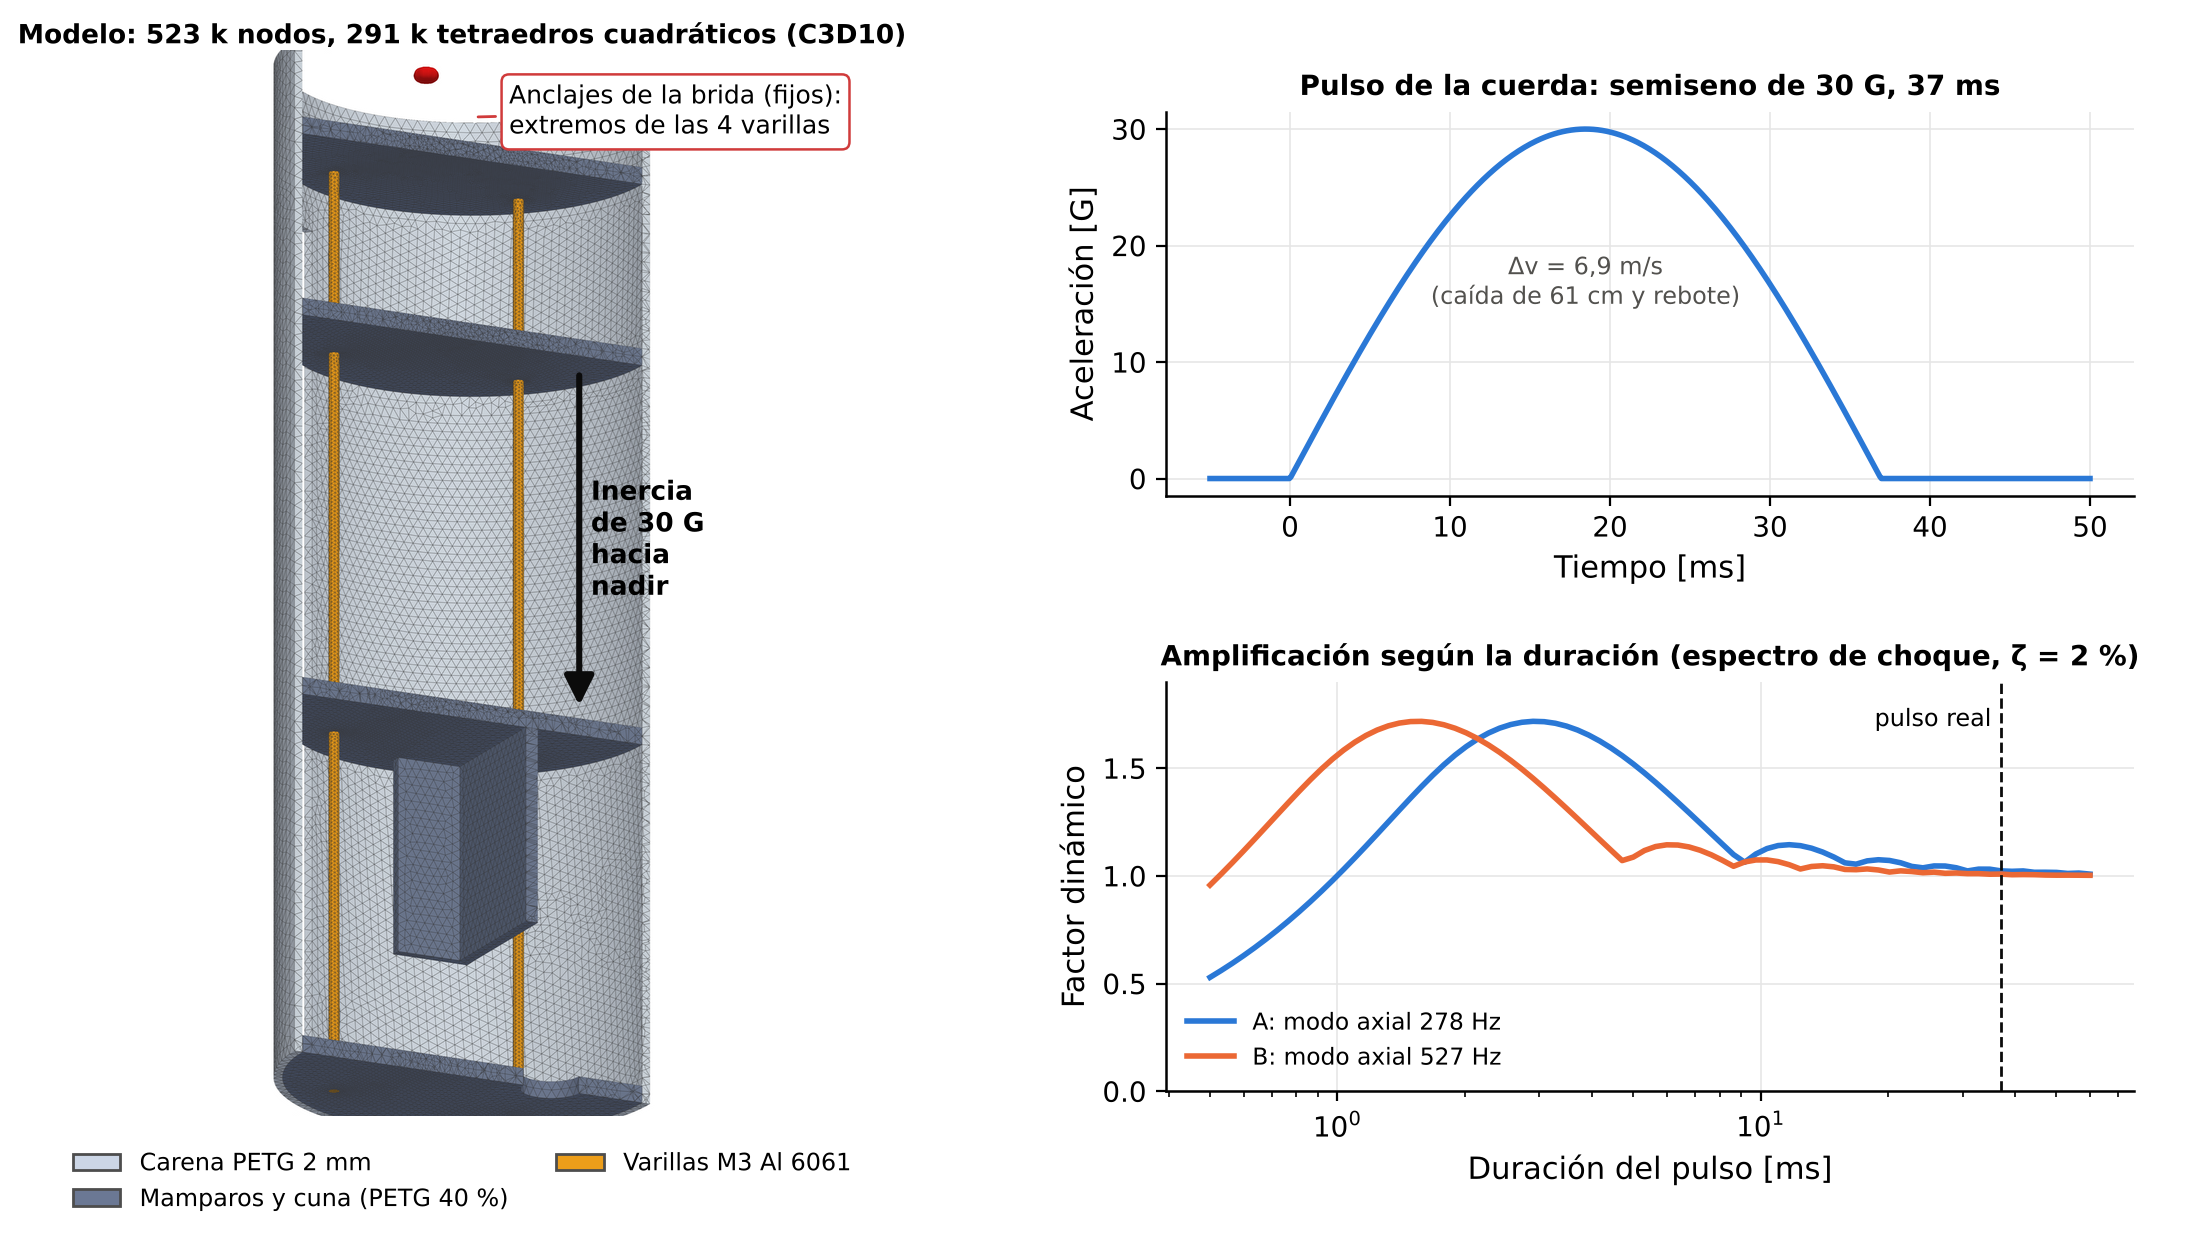 Modelo: 523 k nodos, 291 k tetraedros cuadráticos (C3D10)
Anclajes de la brida (fijos):
extremos de las 4 varillas
Inercia
de 30 G
hacia
nadir
Carena PETG 2 mm
Mamparos y cuna (PETG 40 %)
Varillas M3 Al 6061
Pulso de la cuerda: semiseno de 30 G, 37 ms
Aceleración [G]
30
20
10
0
Δv = 6,9 m/s
(caída de 61 cm y rebote)
0 10 20 30 40 50
Tiempo [ms]
Amplificación según la duración (espectro de choque, ζ = 2 %)
Factor dinámico
1.5
1.0
0.5
0.0
pulso real
A: modo axial 278 Hz
B: modo axial 527 Hz
10⁰ 10¹
Duración del pulso [ms]